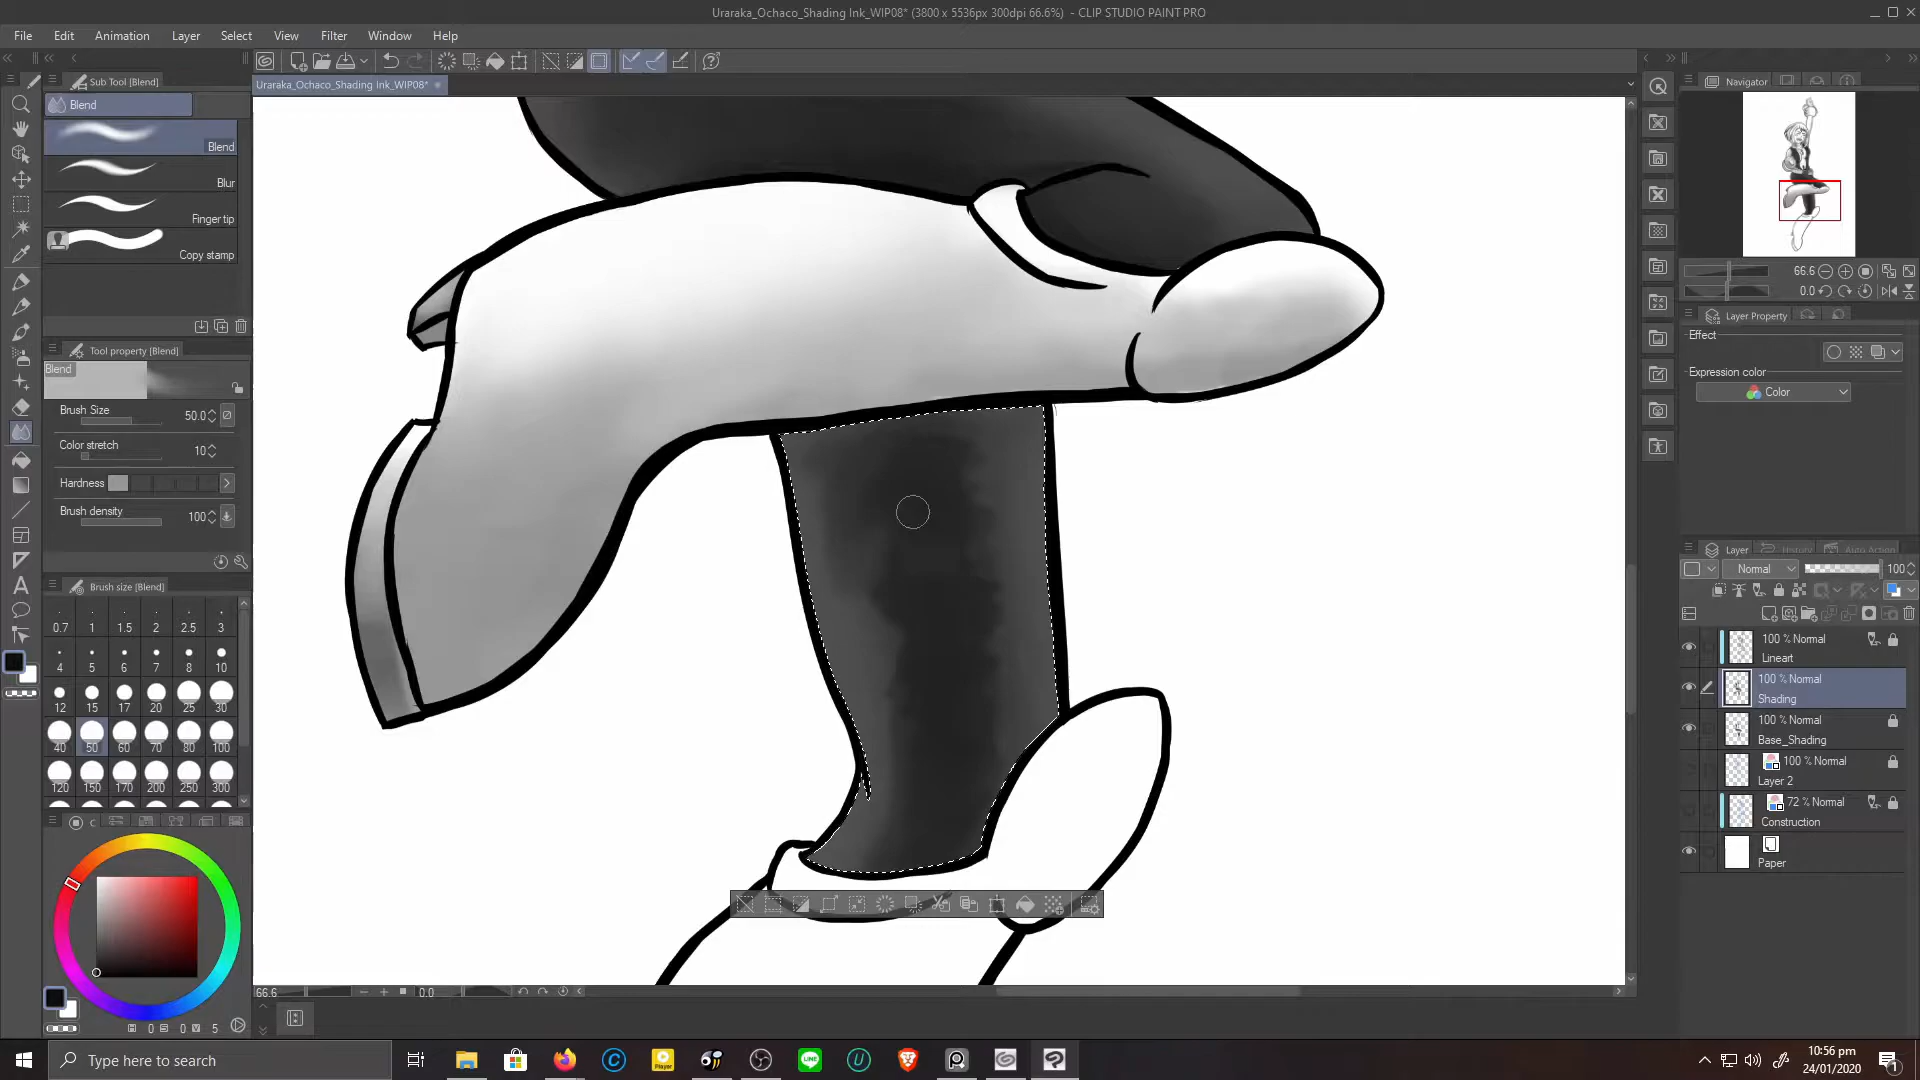 Uraraka_Ochaco_Shading Ink_WIP08* (3800 x 5536px 300dpi 66.6%) - CLIP STUDIO PAINT PRO
File Edit Animation Layer Select View Filter Window Help
Sub Tool [Blend]
Uraraka_Ochaco_Shading Ink_WIP08*
Navigator
Blend
Blend
Blur
Finger tip
Copy stamp
66.6
0.0
Layer Property
Effect
Expression color
Color
Tool property [Blend]
Blend
Brush Size 50.0
Color stretch 10
Hardness
Brush density 100
Brush size [Blend]
0.7 1 1.5 2 2.5 3
4 5 6 7 8 10
12 15 17 20 25 30
40 50 60 70 80 100
120 150 170 200 250 300
Layer History Auto Action
Normal 100
100 % Normal
Lineart
100 % Normal
Shading
100 % Normal
Base_Shading
100 % Normal
Layer 2
72 % Normal
Construction
Paper
66.6 0.0
0 0 5
Type here to search
Player
LINE
10:56 pm
24/01/2020
1